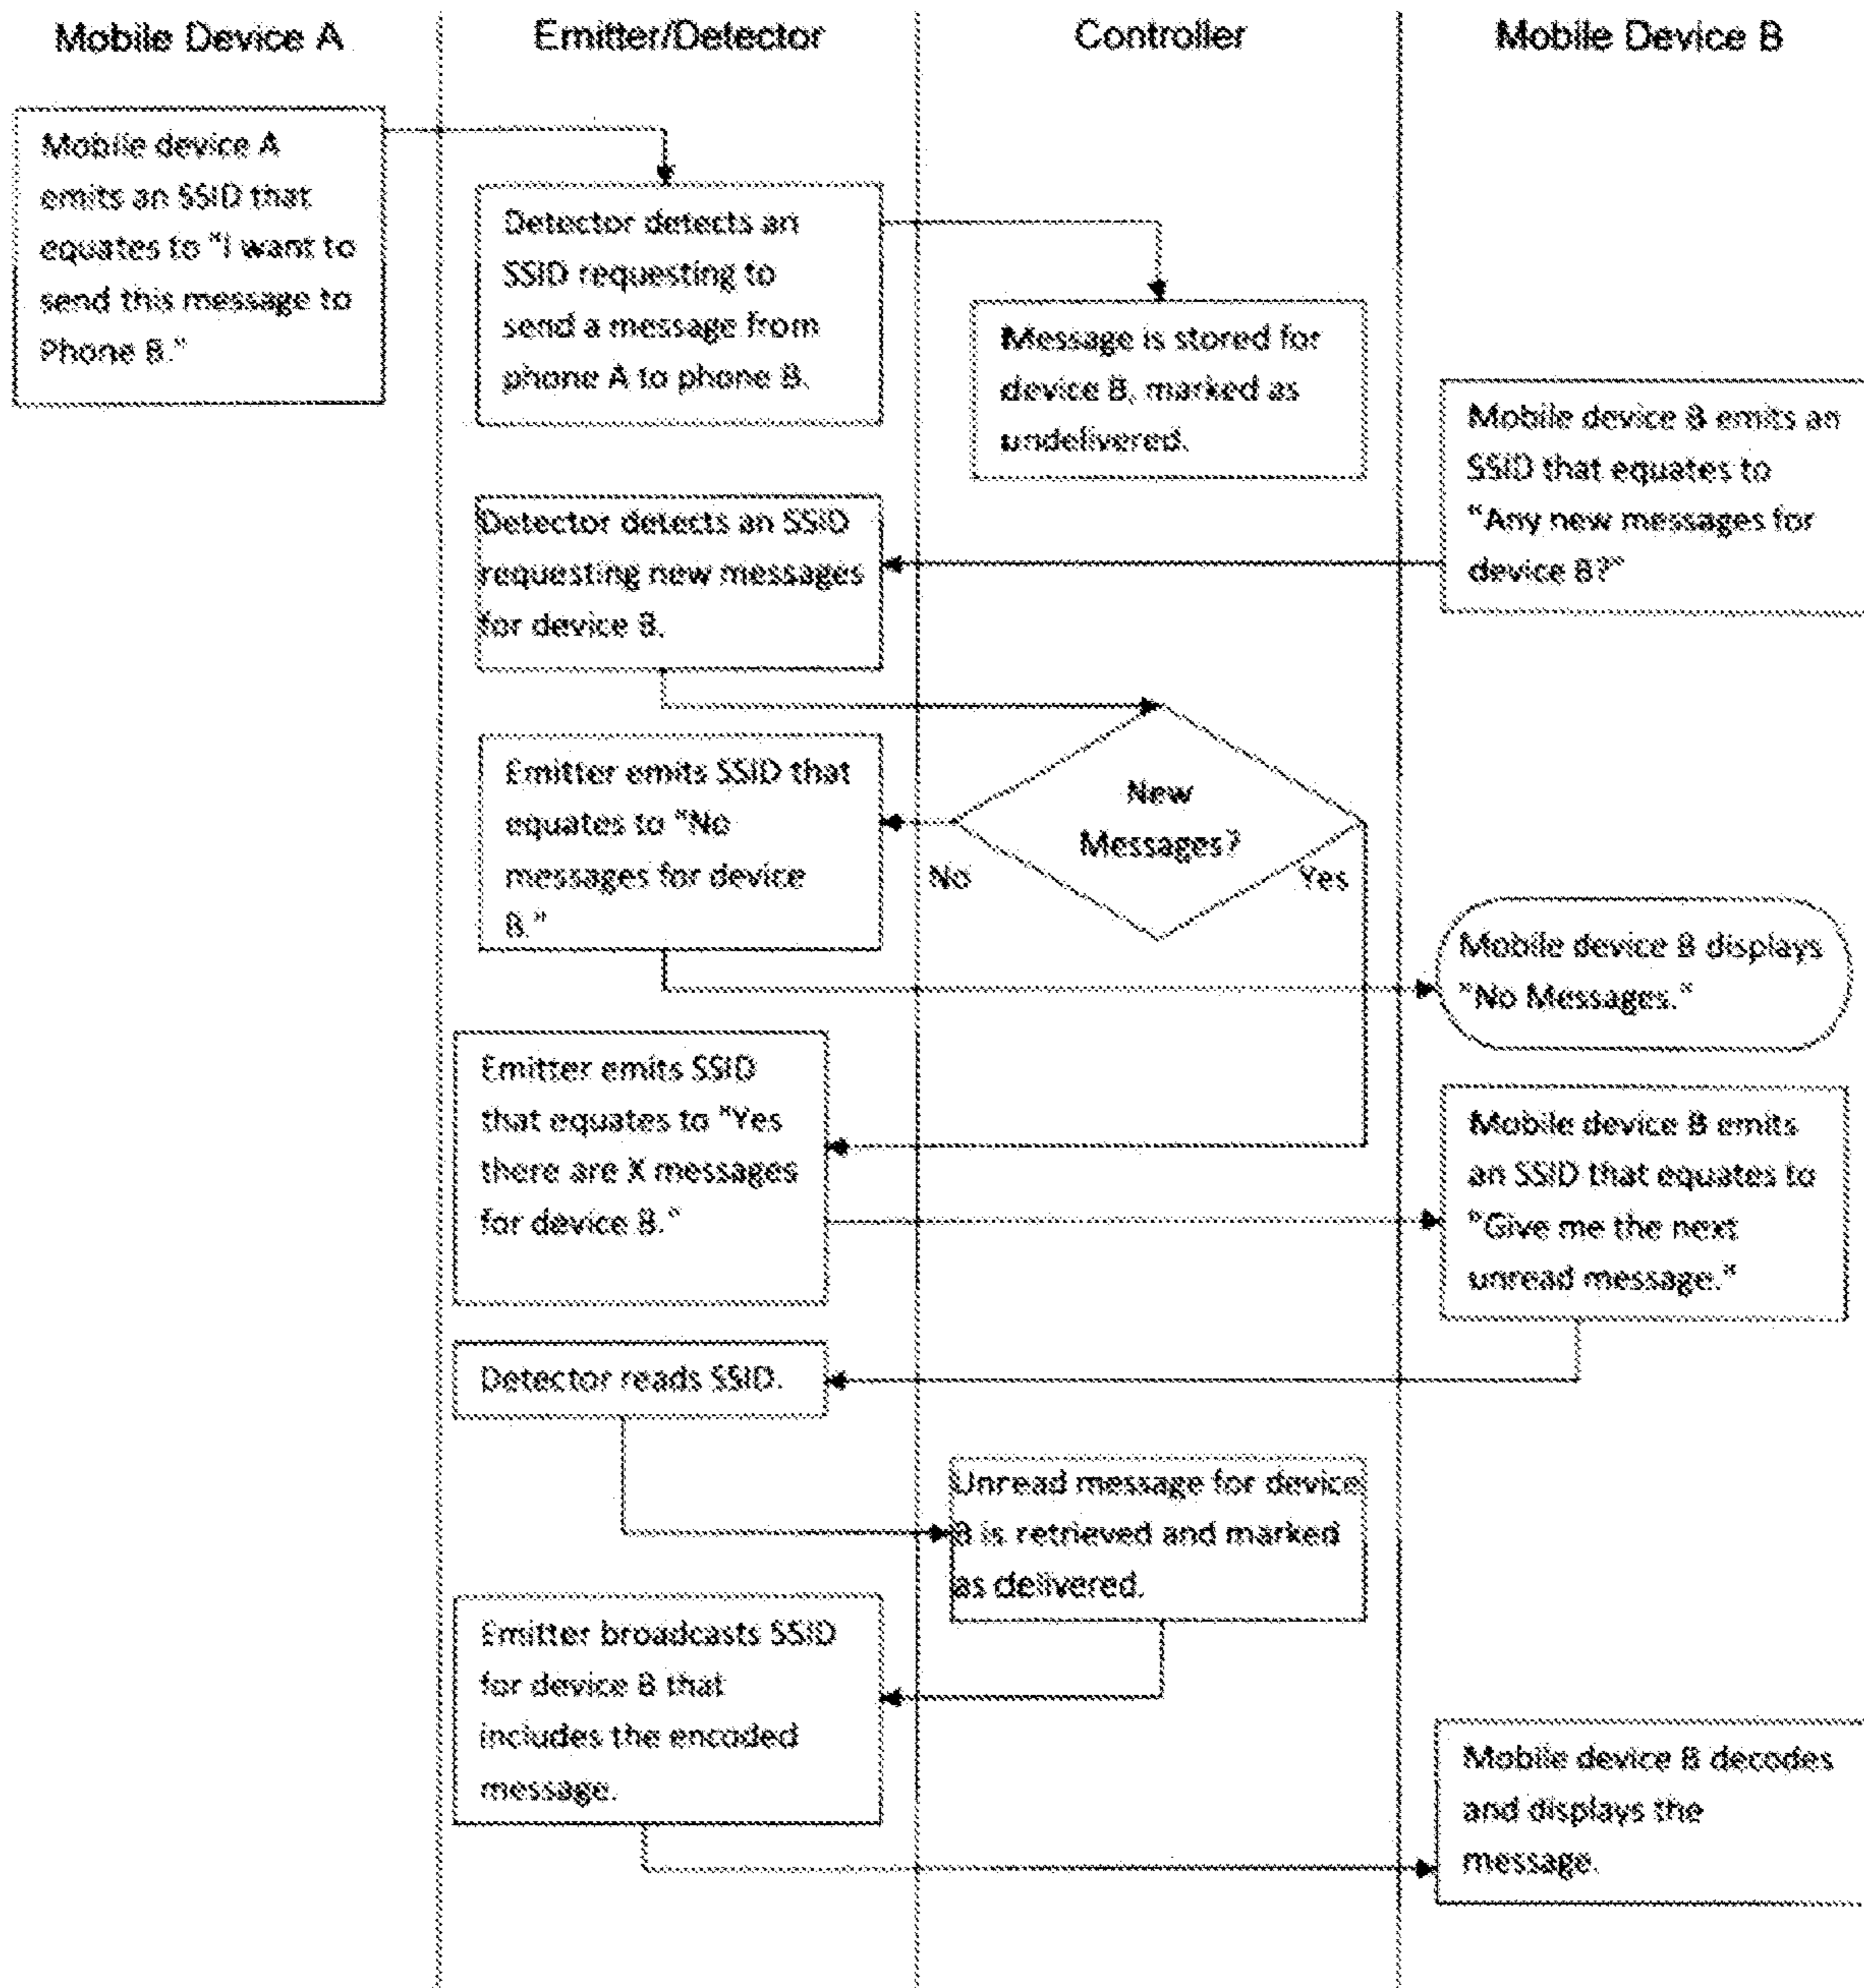 Mobile Device A
Emitter/Detector
Controller
Mobile Device B
Mobile device A
emits an SSID that
equates to "I want to
send this message to
Phone B."
Detector detects an
SSID requesting to
send a message from
phone A to phone B.
Message is stored for
device B, marked as
undelivered.
Mobile device B emits an
SSID that equates to
"Any new messages for
device B?"
Detector detects an SSID
requesting new messages
for device B.
New
Messages?
No
Yes
Emitter emits SSID that
equates to "No
messages for device
B."
Mobile device B displays
"No Messages."
Emitter emits SSID
that equates to "Yes
there are X messages
for device B."
Mobile device B emits
an SSID that equates to
"Give me the next
unread message."
Detector reads SSID.
Unread message for device
B is retrieved and marked
as delivered.
Emitter broadcasts SSID
for device B that
includes the encoded
message.
Mobile device B decodes
and displays the
message.